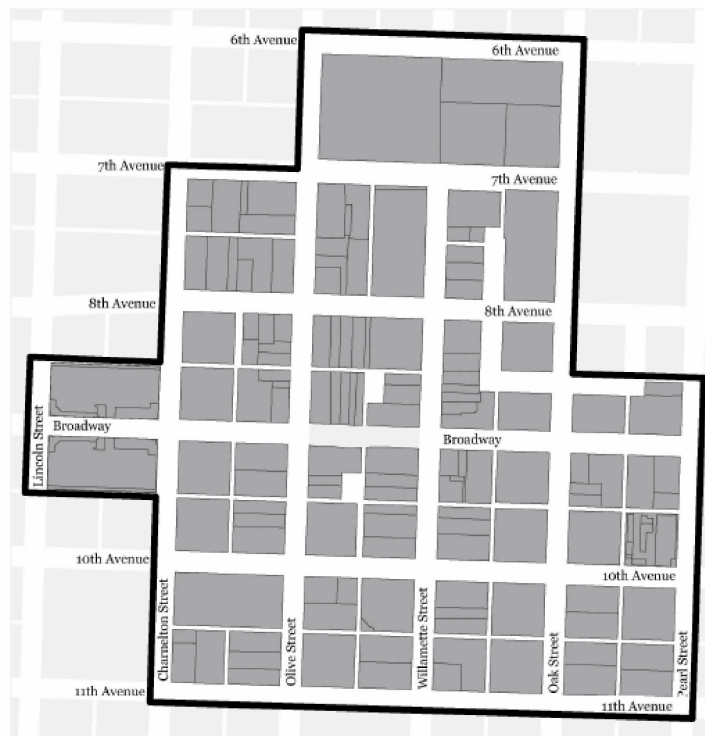 6th Avenue
6th Avenue
7th Avenue
7th Avenue
8th Avenue
8th Avenue
Lincoln Street
Broadway
Broadway
10th Avenue
10th Avenue
Charnelton Street
Olive Street
Willamette Street
Oak Street
Pearl Street
11th Avenue
11th Avenue